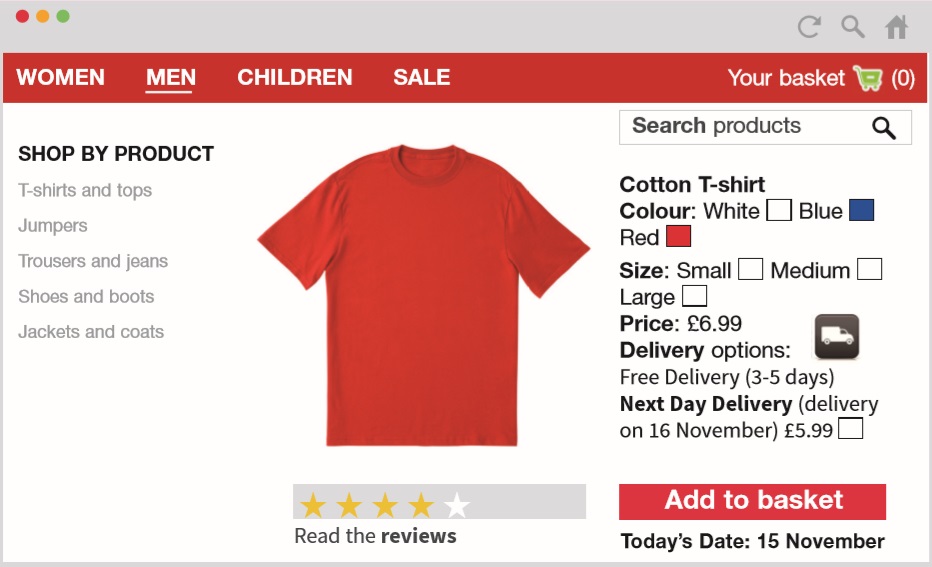 WOMEN MEN CHILDREN SALE Your basket (0)
Search products
SHOP BY PRODUCT
T-shirts and tops
Jumpers
Trousers and jeans
Shoes and boots
Jackets and coats
Cotton T-shirt
Colour: White Blue
Red
Size: Small Medium
Large
Price: £6.99
Delivery options:
Free Delivery (3-5 days)
Next Day Delivery (delivery
on 16 November) £5.99
Read the reviews
Add to basket
Today's Date: 15 November